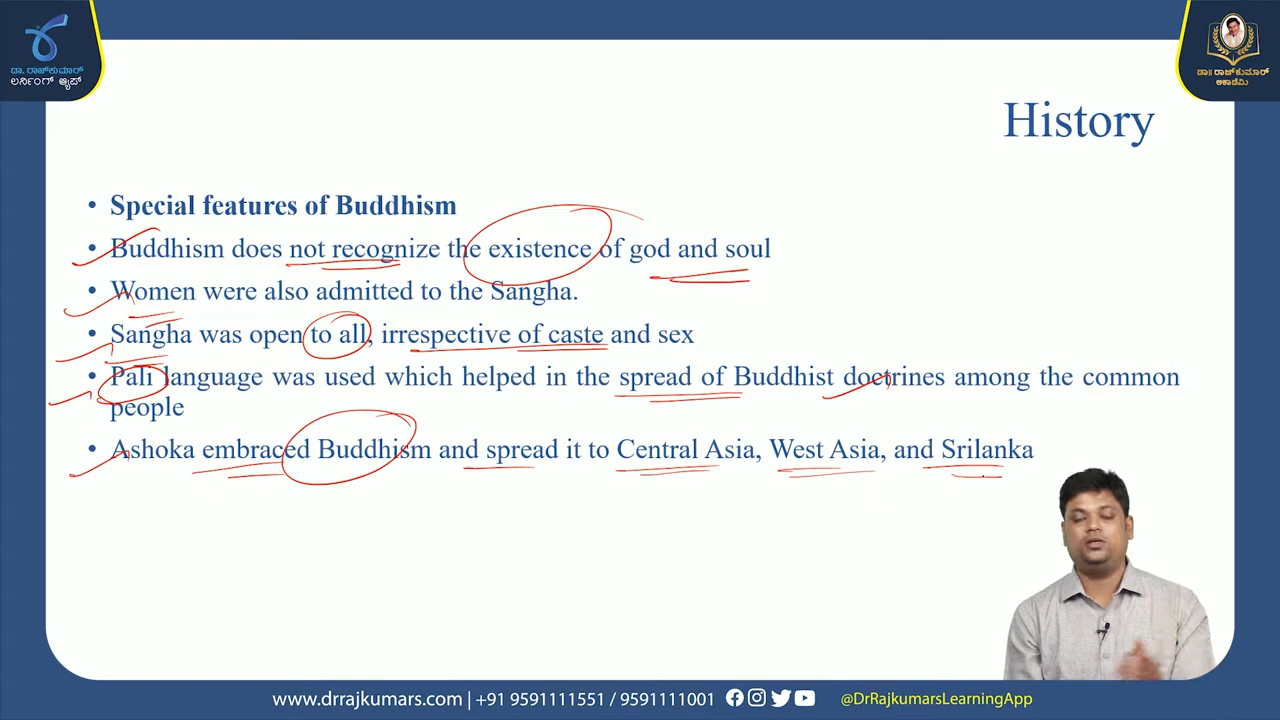 ಡಾ. ರಾಜ್‌ಕುಮಾರ್
ಲರ್ನಿಂಗ್ ಆ್ಯಪ್
ಡಾ|| ರಾಜ್‌ಕುಮಾರ್
ಅಕಾಡೆಮಿ
History
• Special features of Buddhism
• Buddhism does not recognize the existence of god and soul
• Women were also admitted to the Sangha.
• Sangha was open to all, irrespective of caste and sex
• Pali language was used which helped in the spread of Buddhist doctrines among the common
people
• Ashoka embraced Buddhism and spread it to Central Asia, West Asia, and Srilanka
www.drrajkumars.com | +91 9591111551 / 9591111001 @DrRajkumarsLearningApp